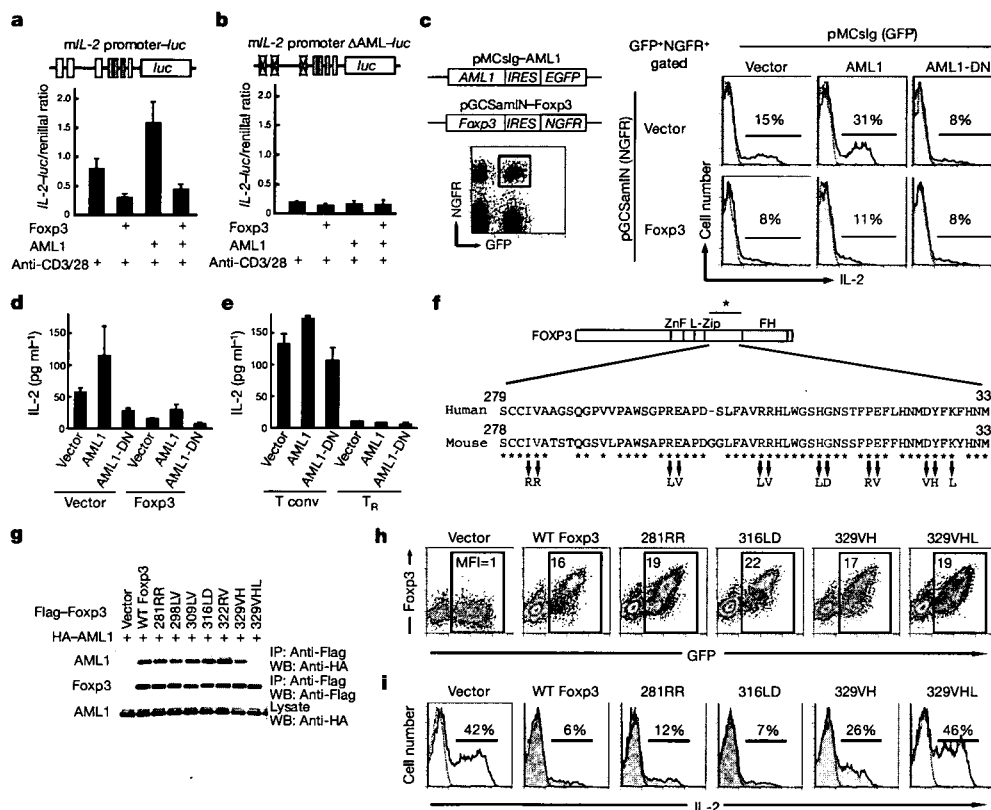 a
mIL-2 promoter–luc
luc
IL-2–luc/renillal ratio
2.0
1.5
1.0
0.5
0
Foxp3 + +
AML1 + +
Anti-CD3/28 + + + +
b
mIL-2 promoter ΔAML–luc
luc
IL-2–luc/renillal ratio
2.0
1.5
1.0
0.5
0
Foxp3 + +
AML1 + +
Anti-CD3/28 + + + +
c
pMCsIg–AML1
AML1 IRES EGFP
pGCSamIN–Foxp3
Foxp3 IRES NGFR
NGFR
GFP
GFP+NGFR+
gated
pMCsIg (GFP)
Vector AML1 AML1-DN
pGCSamIN (NGFR)
Vector
15% 31% 8%
Foxp3
8% 11% 8%
Cell number
IL-2
d
IL-2 (pg ml–1)
150
100
50
0
Vector AML1 AML1-DN Vector AML1 AML1-DN
Vector Foxp3
e
IL-2 (pg ml–1)
150
100
50
0
Vector AML1 AML1-DN Vector AML1 AML1-DN
T conv TR
f
*
ZnF L-Zip FH
FOXP3
279 33
Human SCCIVAAGSQGPVVPAWSGPREAPD-SLFAVRRHLWGSHGNSTFPEFLHNMDYFKFHNM
278 33
Mouse SCCIVATSTQGSVLPAWSAPREAPDGGLFAVRRHLWGSHGNSSFPEFFHNMDYFKYHNM
RR LV LV LD RV VH L
g
Flag–Foxp3
Vector WT Foxp3 281RR 298LV 309LV 316LD 322RV 329VH 329VHL
HA–AML1 + + + + + + + + +
AML1 IP: Anti-Flag
WB: Anti-HA
Foxp3 IP: Anti-Flag
WB: Anti-Flag
AML1 Lysate
WB: Anti-HA
h
Vector WT Foxp3 281RR 316LD 329VH 329VHL
MFI=1 16 19 22 17 19
Foxp3
GFP
i
Vector WT Foxp3 281RR 316LD 329VH 329VHL
42% 6% 12% 7% 26% 46%
Cell number
IL-2